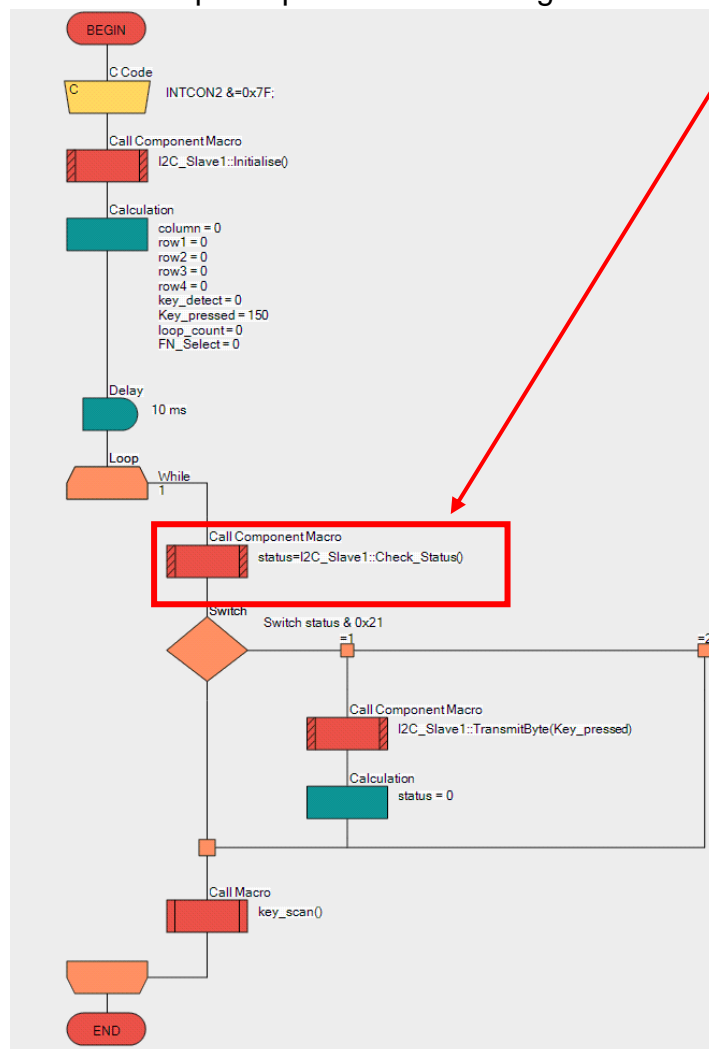 BEGIN
C Code
C
INTCON2 &=0x7F;
Call Component Macro
I2C_Slave1::Initialise()
Calculation
column = 0
row1 = 0
row2 = 0
row3 = 0
row4 = 0
key_detect = 0
Key_pressed = 150
loop_count = 0
FN_Select = 0
Delay
10 ms
Loop
While
1
Call Component Macro
status=I2C_Slave1::Check_Status()
Switch
Switch status & 0x21
=1
Call Component Macro
I2C_Slave1::TransmitByte(Key_pressed)
Calculation
status = 0
Call Macro
key_scan()
END